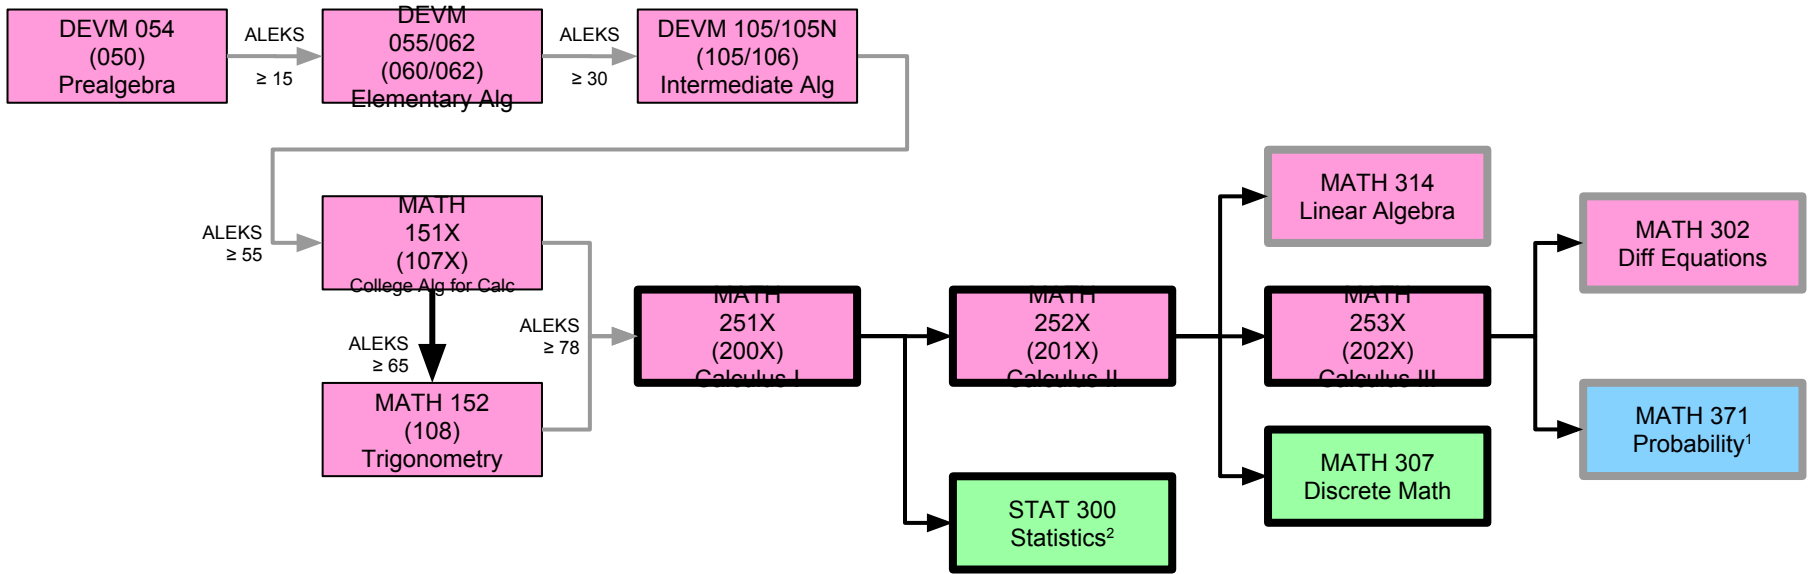 DEVM 054
(050)
Prealgebra
ALEKS
≥ 15
DEVM
055/062
(060/062)
Elementary Alg
ALEKS
≥ 30
DEVM 105/105N
(105/106)
Intermediate Alg
ALEKS
≥ 55
MATH
151X
(107X)
College Alg for Calc
ALEKS
≥ 65
MATH 152
(108)
Trigonometry
ALEKS
≥ 78
MATH
251X
(200X)
Calculus I
MATH
252X
(201X)
Calculus II
STAT 300
Statistics²
MATH 314
Linear Algebra
MATH
253X
(202X)
Calculus III
MATH 307
Discrete Math
MATH 302
Diff Equations
MATH 371
Probability¹